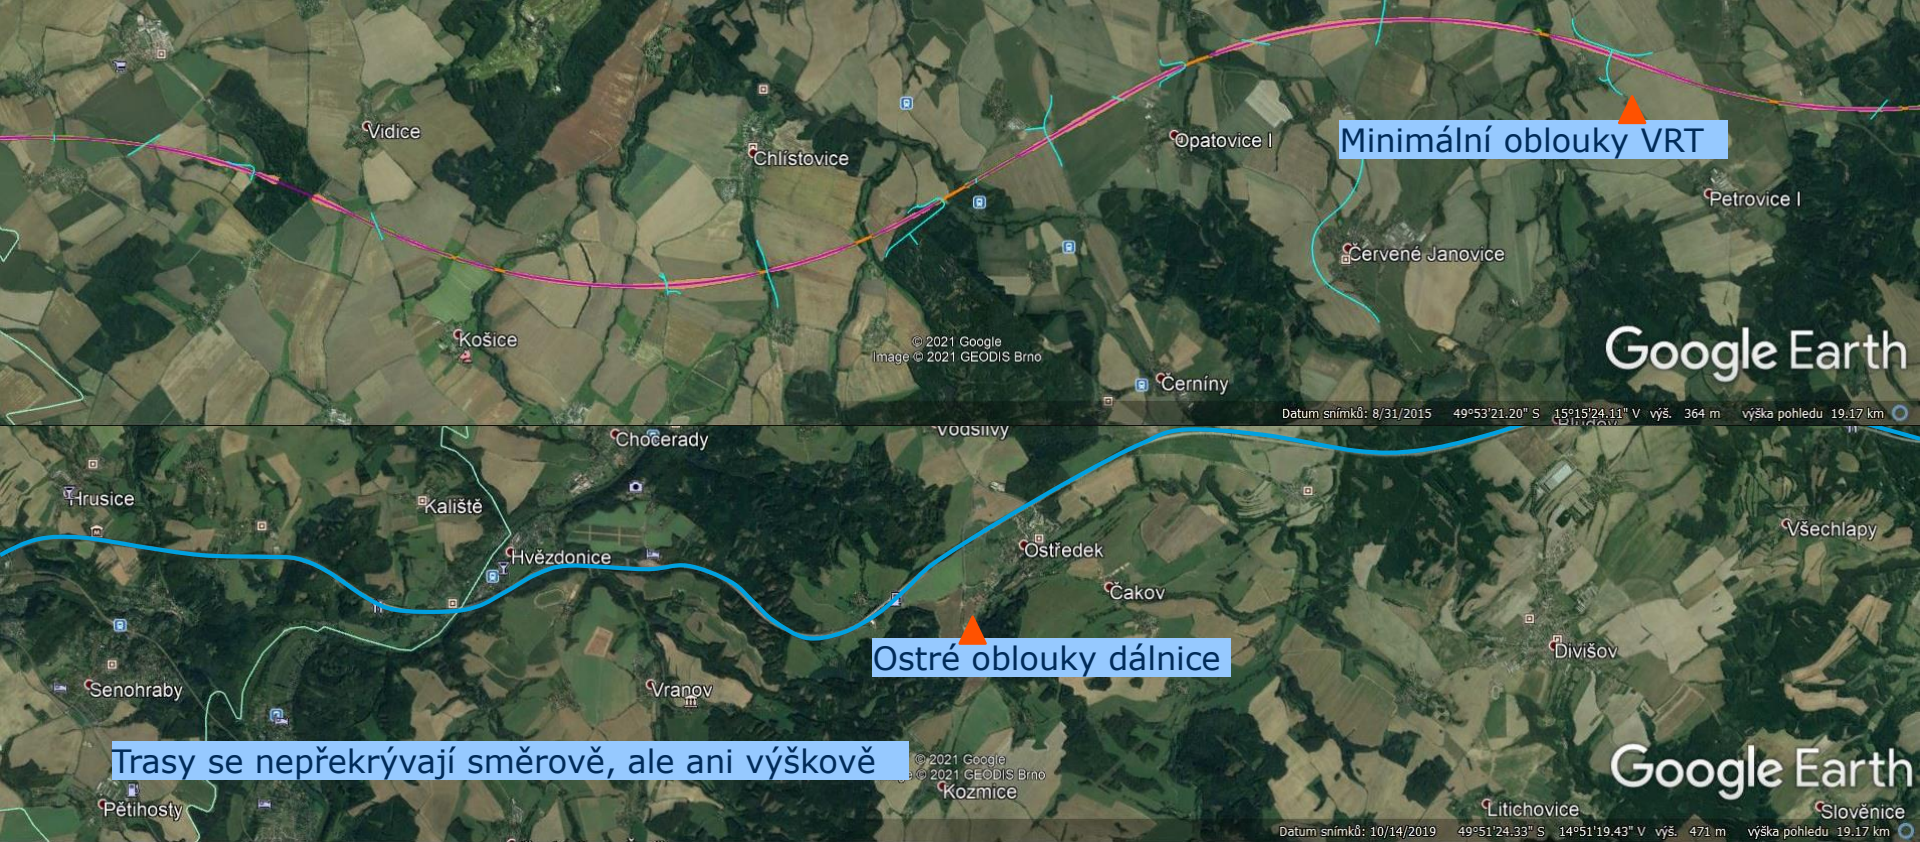 Vidice
Chlístovice
Opatovice I
Minimální oblouky VRT
Petrovice I
Červené Janovice
Košice
Černíny
© 2021 Google
Image © 2021 GEODIS Brno
Google Earth
Datum snímků: 8/31/2015 49°53'21.20" S 15°15'24.11" V výš. 364 m výška pohledu 19.17 km
Chocerady
Vodslivy
Bludov
Hrusice
Kaliště
Hvězdonice
Ostředek
Všechlapy
Čakov
Ostré oblouky dálnice
Divišov
Senohraby
Vranov
Trasy se nepřekrývají směrově, ale ani výškově
© 2021 Google
© 2021 GEODIS Brno
Google Earth
Kozmice
Pětihosty
Litichovice
Slověnice
Datum snímků: 10/14/2019 49°51'24.33" S 14°51'19.43" V výš. 471 m výška pohledu 19.17 km